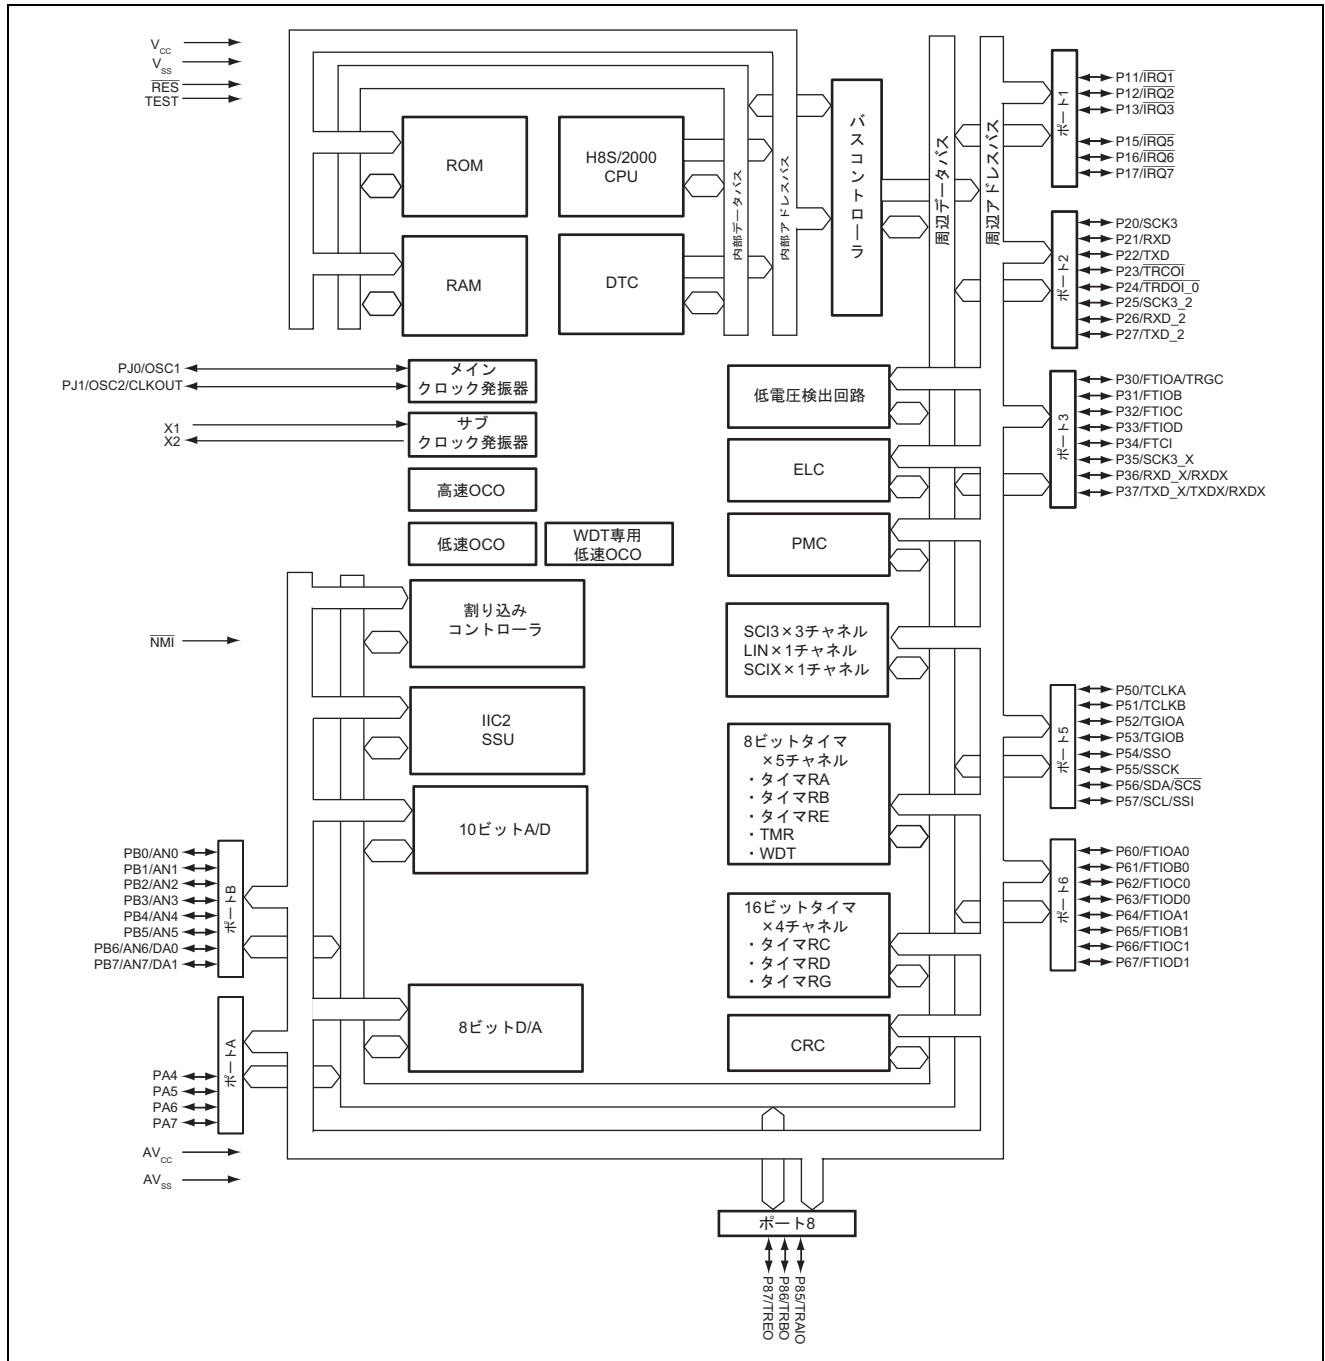 VCC
VSS
RES
TEST
ROM
H8S/2000
CPU
RAM
DTC
内部データバス
内部アドレスバス
バスコントローラ
周辺データバス
周辺アドレスバス
ポート1
P11/IRQ1
P12/IRQ2
P13/IRQ3
P15/IRQ5
P16/IRQ6
P17/IRQ7
ポート2
P20/SCK3
P21/RXD
P22/TXD
P23/TRCOI
P24/TRDOI_0
P25/SCK3_2
P26/RXD_2
P27/TXD_2
PJ0/OSC1
PJ1/OSC2/CLKOUT
メイン
クロック発振器
X1
X2
サブ
クロック発振器
高速OCO
低速OCO
WDT専用
低速OCO
低電圧検出回路
ELC
PMC
ポート3
P30/FTIOA/TRGC
P31/FTIOB
P32/FTIOC
P33/FTIOD
P34/FTCI
P35/SCK3_X
P36/RXD_X/RXDX
P37/TXD_X/TXDX/RXDX
NMI
割り込み
コントローラ
SCI3×3チャネル
LIN×1チャネル
SCIX×1チャネル
IIC2
SSU
8ビットタイマ
×5チャネル
・タイマRA
・タイマRB
・タイマRE
・TMR
・WDT
ポート5
P50/TCLKA
P51/TCLKB
P52/TGIOA
P53/TGIOB
P54/SSO
P55/SSCK
P56/SDA/SCS
P57/SCL/SSI
10ビットA/D
PB0/AN0
PB1/AN1
PB2/AN2
PB3/AN3
PB4/AN4
PB5/AN5
PB6/AN6/DA0
PB7/AN7/DA1
ポートB
16ビットタイマ
×4チャネル
・タイマRC
・タイマRD
・タイマRG
ポート6
P60/FTIOA0
P61/FTIOB0
P62/FTIOC0
P63/FTIOD0
P64/FTIOA1
P65/FTIOB1
P66/FTIOC1
P67/FTIOD1
8ビットD/A
CRC
ポートA
PA4
PA5
PA6
PA7
AVCC
AVSS
ポート8
P87/TREO
P86/TRBO
P85/TRAIO